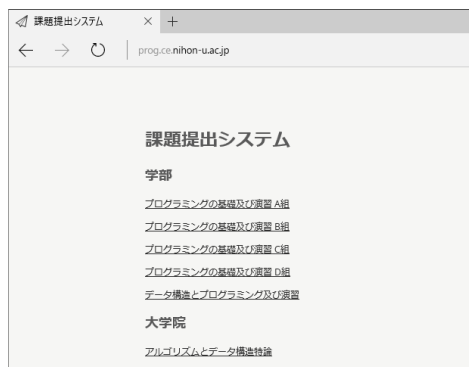 課題提出システム
prog.ce.nihon-u.ac.jp
課題提出システム
学部
プログラミングの基礎及び演習 A組
プログラミングの基礎及び演習 B組
プログラミングの基礎及び演習 C組
プログラミングの基礎及び演習 D組
データ構造とプログラミング及び演習
大学院
アルゴリズムとデータ構造特論